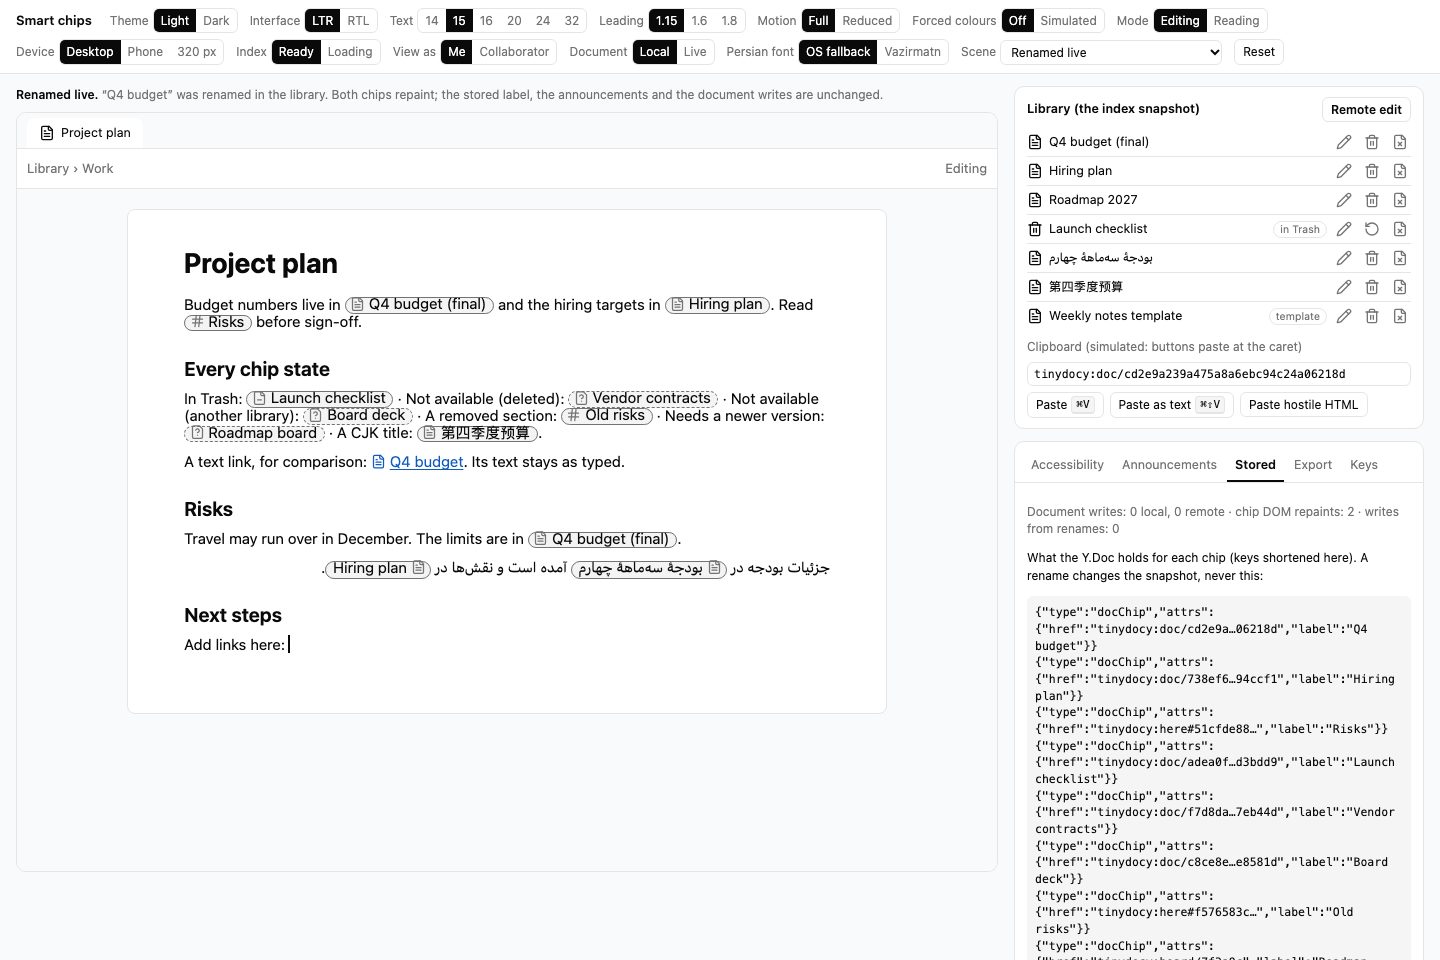 Smart chips Theme Light Dark Interface LTR RTL Text 14 15 16 20 24 32 Leading 1.15 1.6 1.8 Motion Full Reduced Forced colours Off Simulated Mode Editing Reading
Device Desktop Phone 320 px Index Ready Loading View as Me Collaborator Document Local Live Persian font OS fallback Vazirmatn Scene Renamed live Reset
Renamed live. “Q4 budget” was renamed in the library. Both chips repaint; the stored label, the announcements and the document writes are unchanged.
Project plan
Library › Work Editing
Project plan
Budget numbers live in Q4 budget (final) and the hiring targets in Hiring plan. Read
# Risks before sign-off.
Every chip state
In Trash: Launch checklist · Not available (deleted): Vendor contracts · Not available
(another library): Board deck · A removed section: # Old risks · Needs a newer version:
Roadmap board · A CJK title: 第四季度预算.
A text link, for comparison: Q4 budget. Its text stays as typed.
Risks
Travel may run over in December. The limits are in Q4 budget (final).
جزئیات بودجه در بودجهٔ سه‌ماههٔ چهارم آمده است و نقش‌ها در Hiring plan.
Next steps
Add links here:
Library (the index snapshot) Remote edit
Q4 budget (final)
Hiring plan
Roadmap 2027
Launch checklist in Trash
بودجهٔ سه‌ماههٔ چهارم
第四季度预算
Weekly notes template template
Clipboard (simulated: buttons paste at the caret)
tinydocy:doc/cd2e9a239a475a8a6ebc94c24a06218d
Paste ⌘V Paste as text ⌘⇧V Paste hostile HTML
Accessibility Announcements Stored Export Keys
Document writes: 0 local, 0 remote · chip DOM repaints: 2 · writes
from renames: 0
What the Y.Doc holds for each chip (keys shortened here). A
rename changes the snapshot, never this:
{"type":"docChip","attrs":
{"href":"tinydocy:doc/cd2e9a…06218d","label":"Q4
budget"}}
{"type":"docChip","attrs":
{"href":"tinydocy:doc/738ef6…94ccf1","label":"Hiring
plan"}}
{"type":"docChip","attrs":
{"href":"tinydocy:here#51cfde88…","label":"Risks"}}
{"type":"docChip","attrs":
{"href":"tinydocy:doc/adea0f…d3bdd9","label":"Launch
checklist"}}
{"type":"docChip","attrs":
{"href":"tinydocy:doc/f7d8da…7eb44d","label":"Vendor
contracts"}}
{"type":"docChip","attrs":
{"href":"tinydocy:doc/c8ce8e…e8581d","label":"Board
deck"}}
{"type":"docChip","attrs":
{"href":"tinydocy:here#f576583c…","label":"Old
risks"}}
{"type":"docChip","attrs":